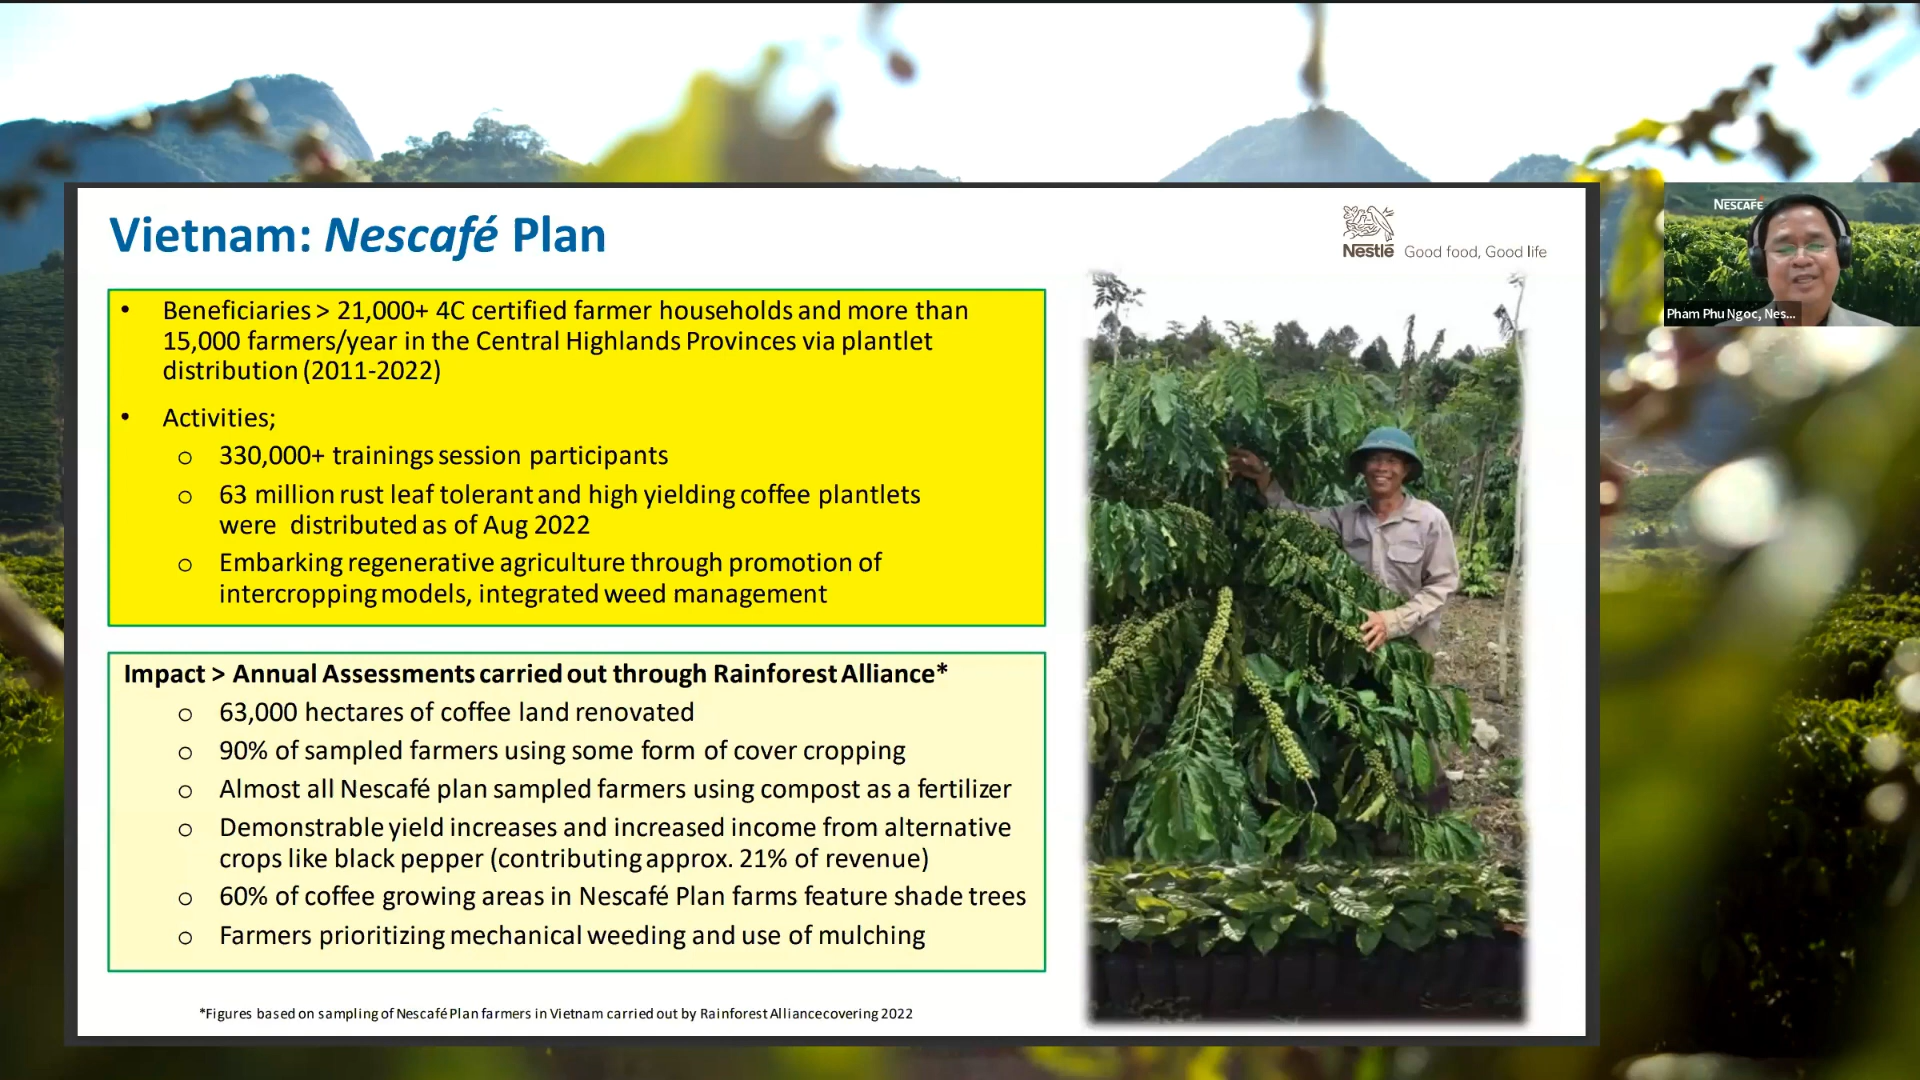 Vietnam: Nescafé Plan
Nestlé Good food, Good life
• Beneficiaries > 21,000+ 4C certified farmer households and more than
15,000 farmers/year in the Central Highlands Provinces via plantlet
distribution (2011-2022)
• Activities;
o 330,000+ trainings session participants
o 63 million rust leaf tolerant and high yielding coffee plantlets
were distributed as of Aug 2022
o Embarking regenerative agriculture through promotion of
intercropping models, integrated weed management
Impact > Annual Assessments carried out through Rainforest Alliance*
o 63,000 hectares of coffee land renovated
o 90% of sampled farmers using some form of cover cropping
o Almost all Nescafé plan sampled farmers using compost as a fertilizer
o Demonstrable yield increases and increased income from alternative
crops like black pepper (contributing approx. 21% of revenue)
o 60% of coffee growing areas in Nescafé Plan farms feature shade trees
o Farmers prioritizing mechanical weeding and use of mulching
*Figures based on sampling of Nescafé Plan farmers in Vietnam carried out by Rainforest Alliance covering 2022
NESCAFÉ
Pham Phu Ngoc, Nes...